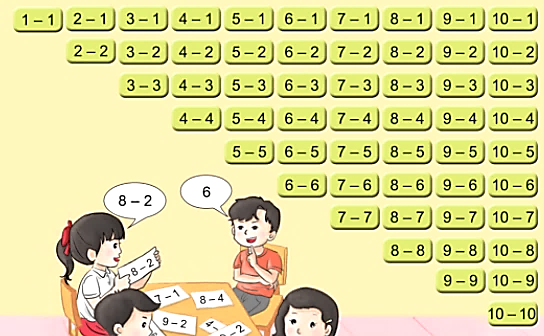 1 – 1 2 – 1 3 – 1 4 – 1 5 – 1 6 – 1 7 – 1 8 – 1 9 – 1 10 – 1
2 – 2 3 – 2 4 – 2 5 – 2 6 – 2 7 – 2 8 – 2 9 – 2 10 – 2
3 – 3 4 – 3 5 – 3 6 – 3 7 – 3 8 – 3 9 – 3 10 – 3
4 – 4 5 – 4 6 – 4 7 – 4 8 – 4 9 – 4 10 – 4
5 – 5 6 – 5 7 – 5 8 – 5 9 – 5 10 – 5
6 – 6 7 – 6 8 – 6 9 – 6 10 – 6
7 – 7 8 – 7 9 – 7 10 – 7
8 – 8 9 – 8 10 – 8
9 – 9 10 – 9
10 – 10
8 – 2
6
8 – 2
7 – 1
8 – 4
9 – 2